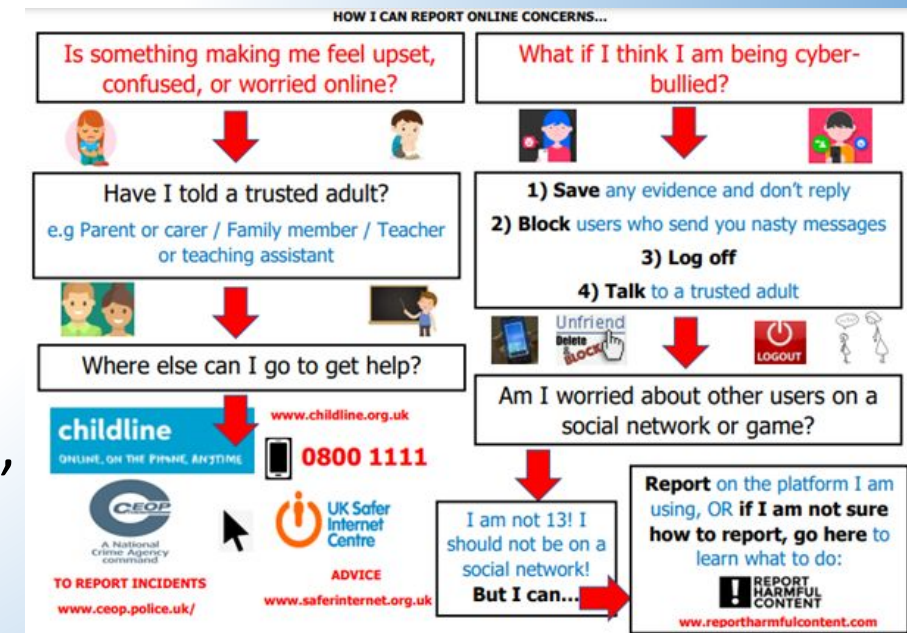 HOW I CAN REPORT ONLINE CONCERNS...
Is something making me feel upset,
confused, or worried online?
Have I told a trusted adult?
e.g Parent or carer / Family member / Teacher
or teaching assistant
Where else can I go to get help?
childline
ONLINE, ON THE PHONE, ANYTIME
www.childline.org.uk
0800 1111
CEOP
A National
Crime Agency
command
UK Safer
Internet
Centre
TO REPORT INCIDENTS
www.ceop.police.uk/
ADVICE
www.saferinternet.org.uk
What if I think I am being cyber-
bullied?
1) Save any evidence and don't reply
2) Block users who send you nasty messages
3) Log off
4) Talk to a trusted adult
Unfriend
Delete
BLOCK
LOGOUT
Am I worried about other users on a
social network or game?
I am not 13! I
should not be on a
social network!
But I can...
Report on the platform I am
using, OR if I am not sure
how to report, go here to
learn what to do:
REPORT
HARMFUL
CONTENT
ww.reportharmfulcontent.com
,